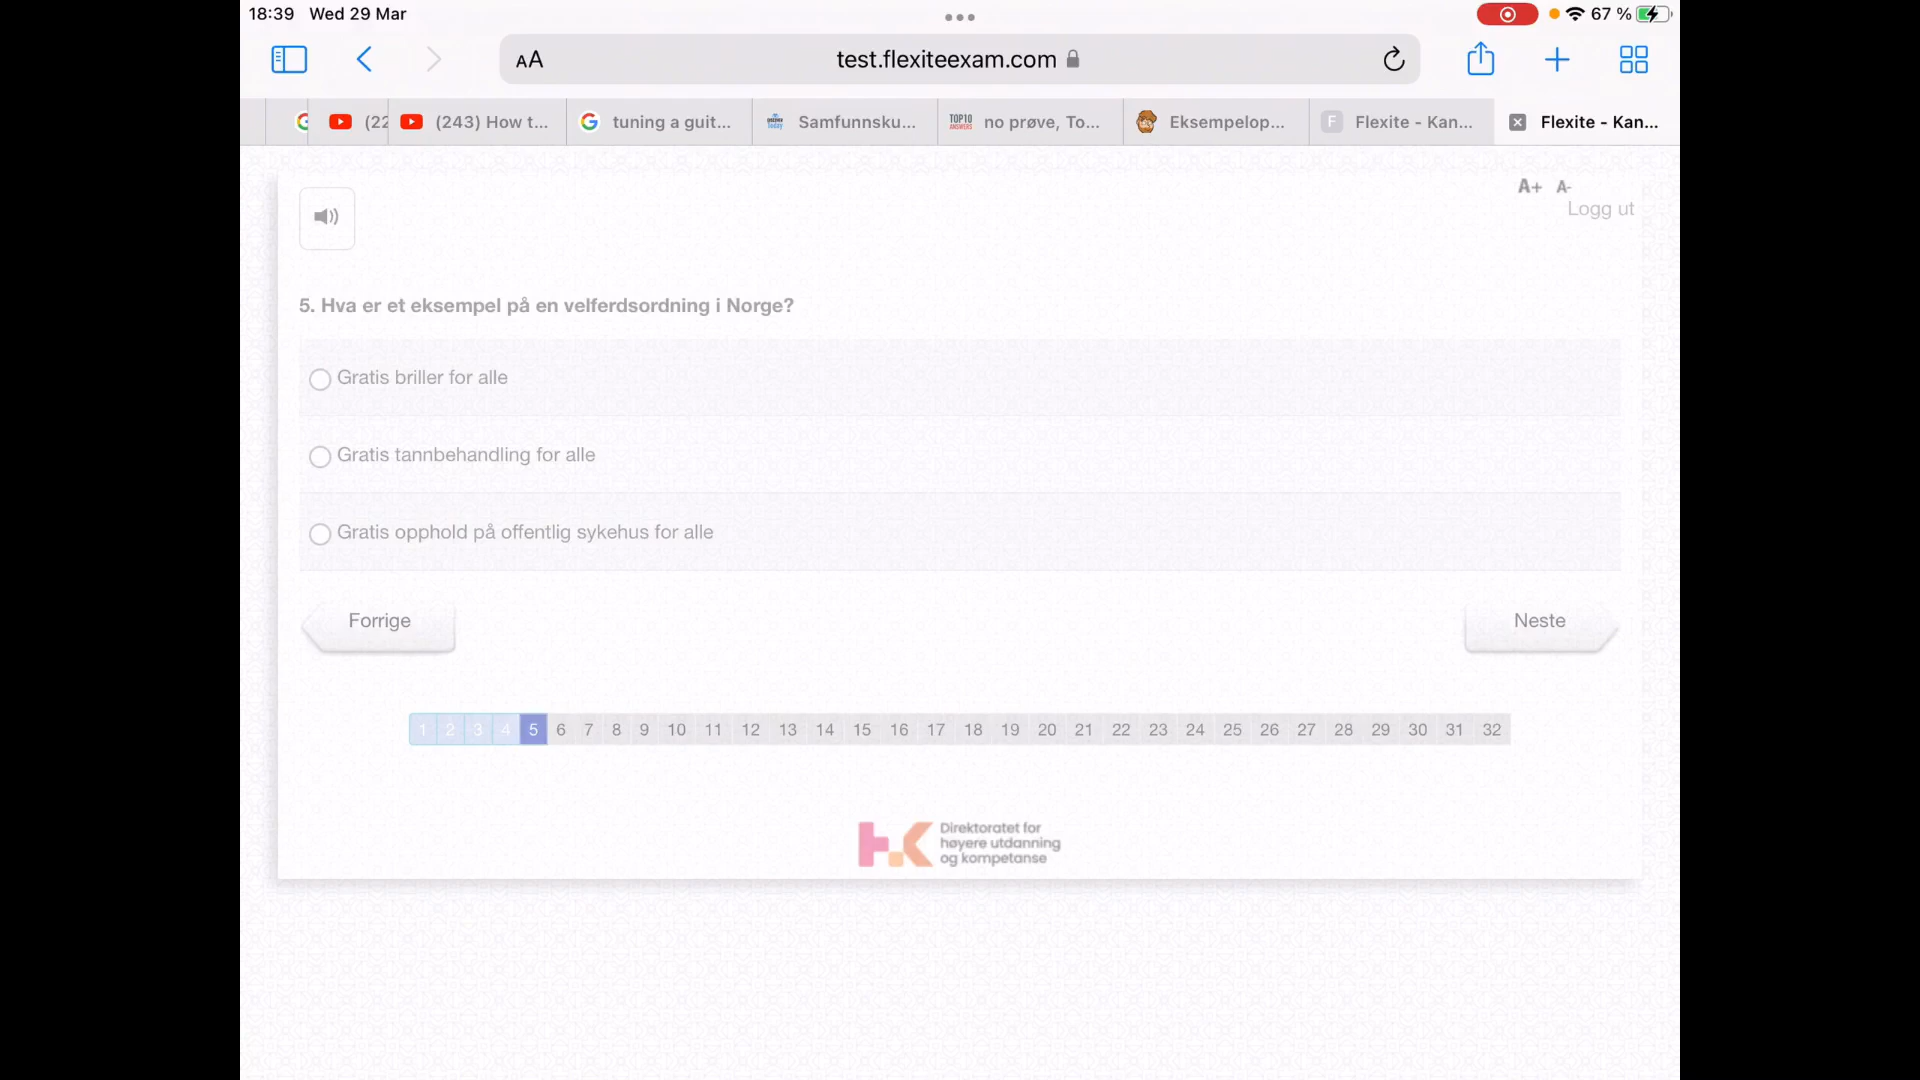 18:39 Wed 29 Mar
67 %
AA
test.flexiteexam.com
(22
(243) How t...
tuning a guit...
Samfunnsku...
TOP10 ANSWERS
no prøve, To...
Eksempelop...
F
Flexite - Kan...
Flexite - Kan...
A+ A-
Logg ut
5. Hva er et eksempel på en velferdsordning i Norge?
Gratis briller for alle
Gratis tannbehandling for alle
Gratis opphold på offentlig sykehus for alle
Forrige
Neste
1 2 3 4 5 6 7 8 9 10 11 12 13 14 15 16 17 18 19 20 21 22 23 24 25 26 27 28 29 30 31 32
Direktoratet for
høyere utdanning
og kompetanse